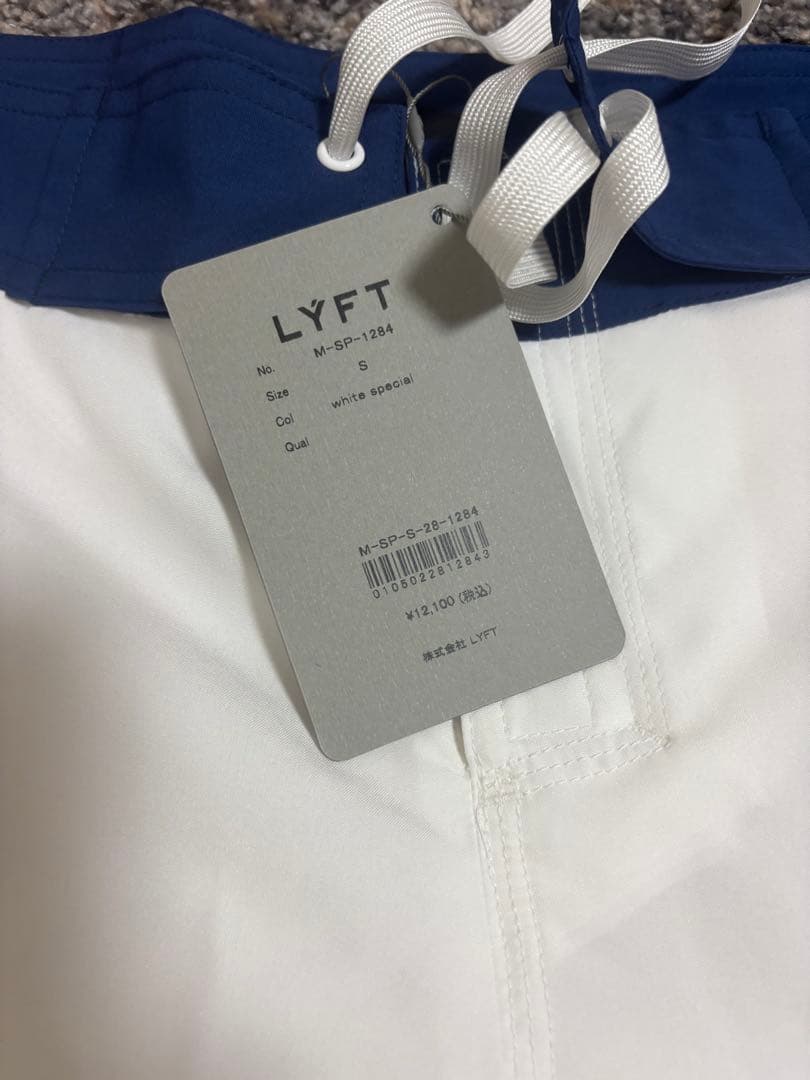 LYFT
No. M-SP-1284
Size S
Col white special
Qual
M-SP-S-28-1284
0105022812843
¥12,100(税込)
株式会社 LYFT